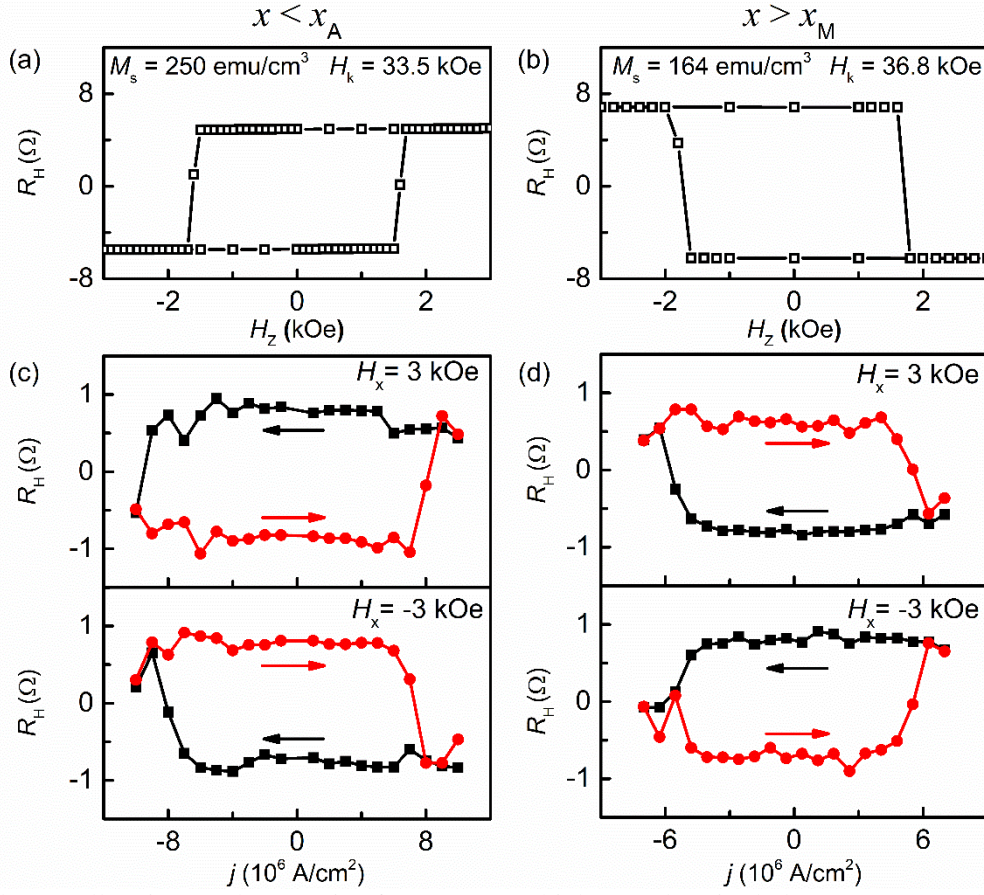 x < x_A
x > x_M
(a)
M_s = 250 emu/cm³ H_k = 33.5 kOe
8
0
-8
R_H (Ω)
-2 0 2
H_Z (kOe)
(b)
M_s = 164 emu/cm³ H_k = 36.8 kOe
8
0
-8
R_H (Ω)
-2 0 2
H_Z (kOe)
(c)
H_x = 3 kOe
1
0
-1
R_H (Ω)
H_x = -3 kOe
1
0
-1
R_H (Ω)
-8 0 8
j (10⁶ A/cm²)
(d)
H_x = 3 kOe
1
0
-1
R_H (Ω)
H_x = -3 kOe
1
0
-1
R_H (Ω)
-6 0 6
j (10⁶ A/cm²)